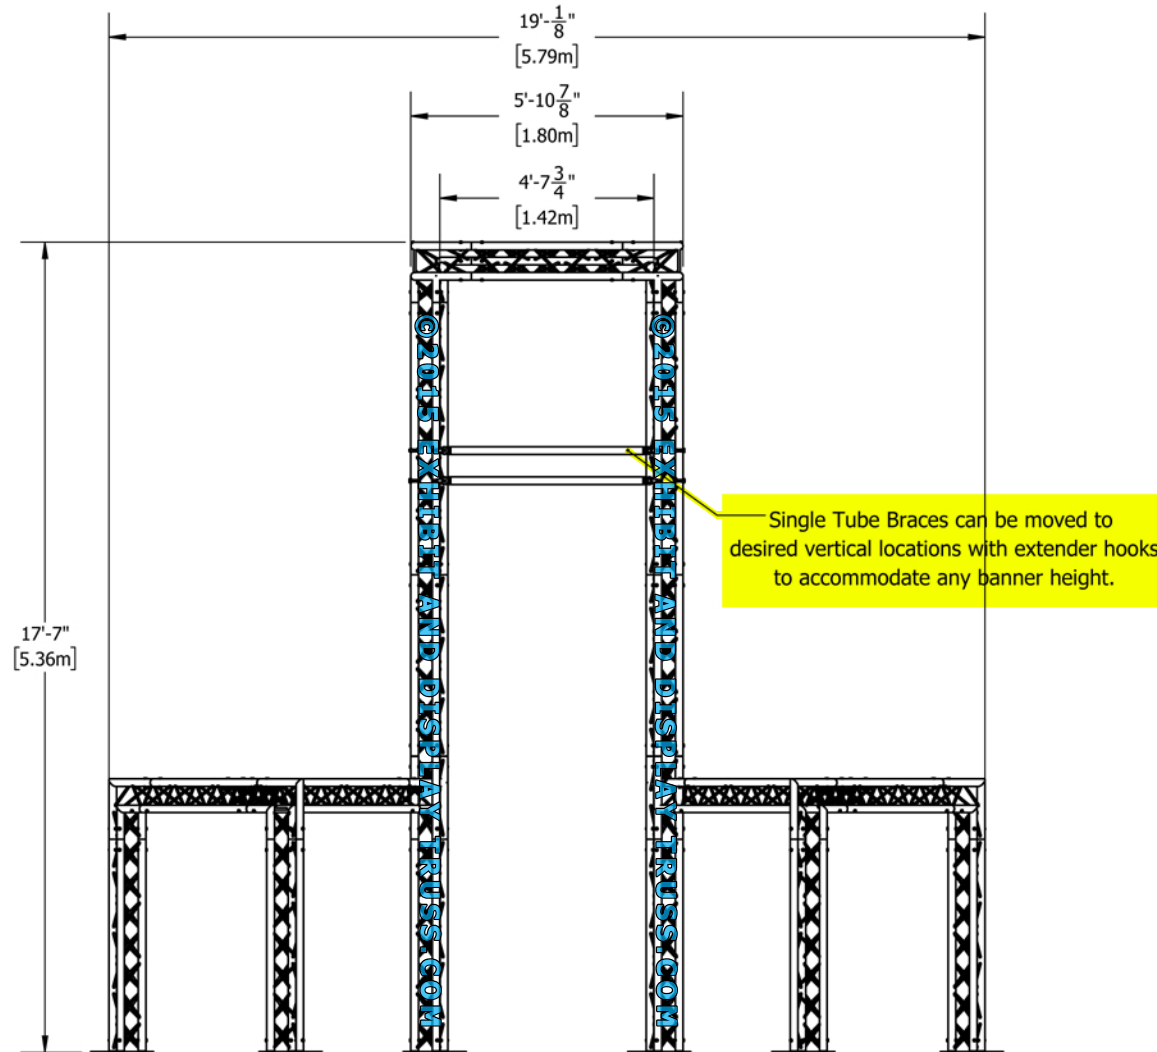 19'-1/8"
[5.79m]
5'-10 7/8"
[1.80m]
4'-7 3/4"
[1.42m]
©2015 EXHIBIT AND DISPLAY TRUSS.COM
©2015 EXHIBIT AND DISPLAY TRUSS.COM
Single Tube Braces can be moved to
desired vertical locations with extender hooks
to accommodate any banner height.
17'-7"
[5.36m]